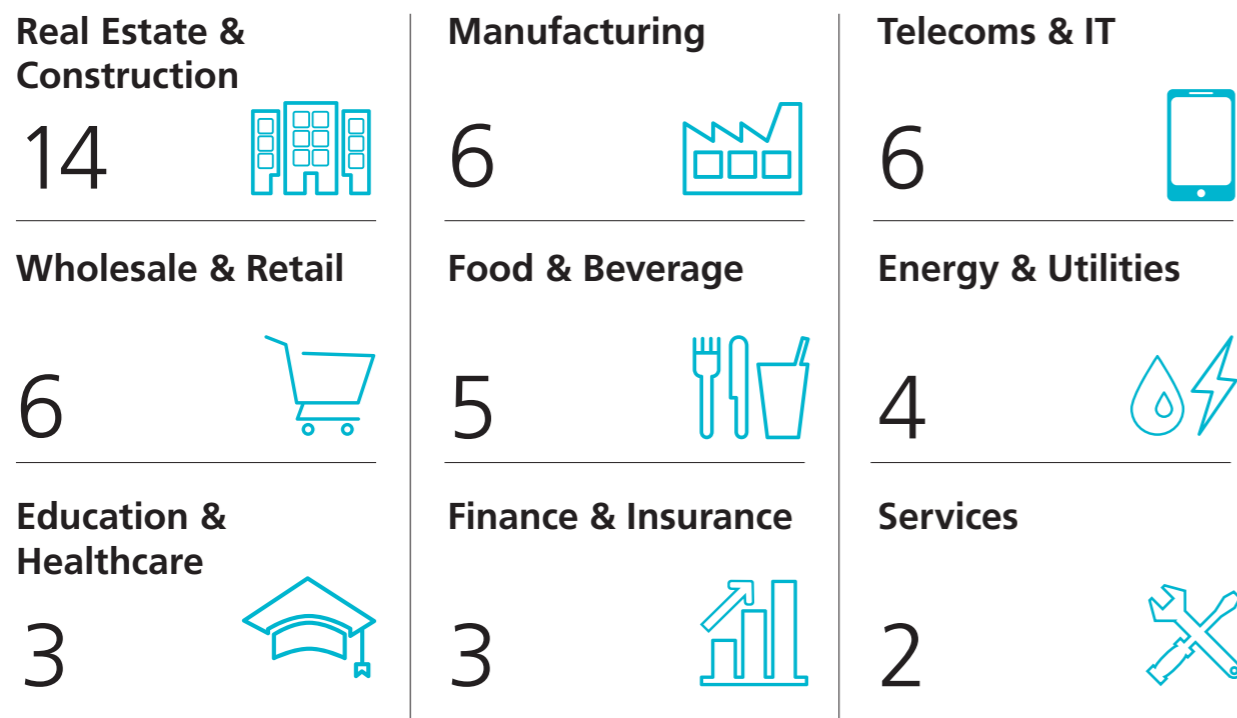 Real Estate &
Construction
14
Manufacturing
6
Telecoms & IT
6
Wholesale & Retail
6
Food & Beverage
5
Energy & Utilities
4
Education &
Healthcare
3
Finance & Insurance
3
Services
2